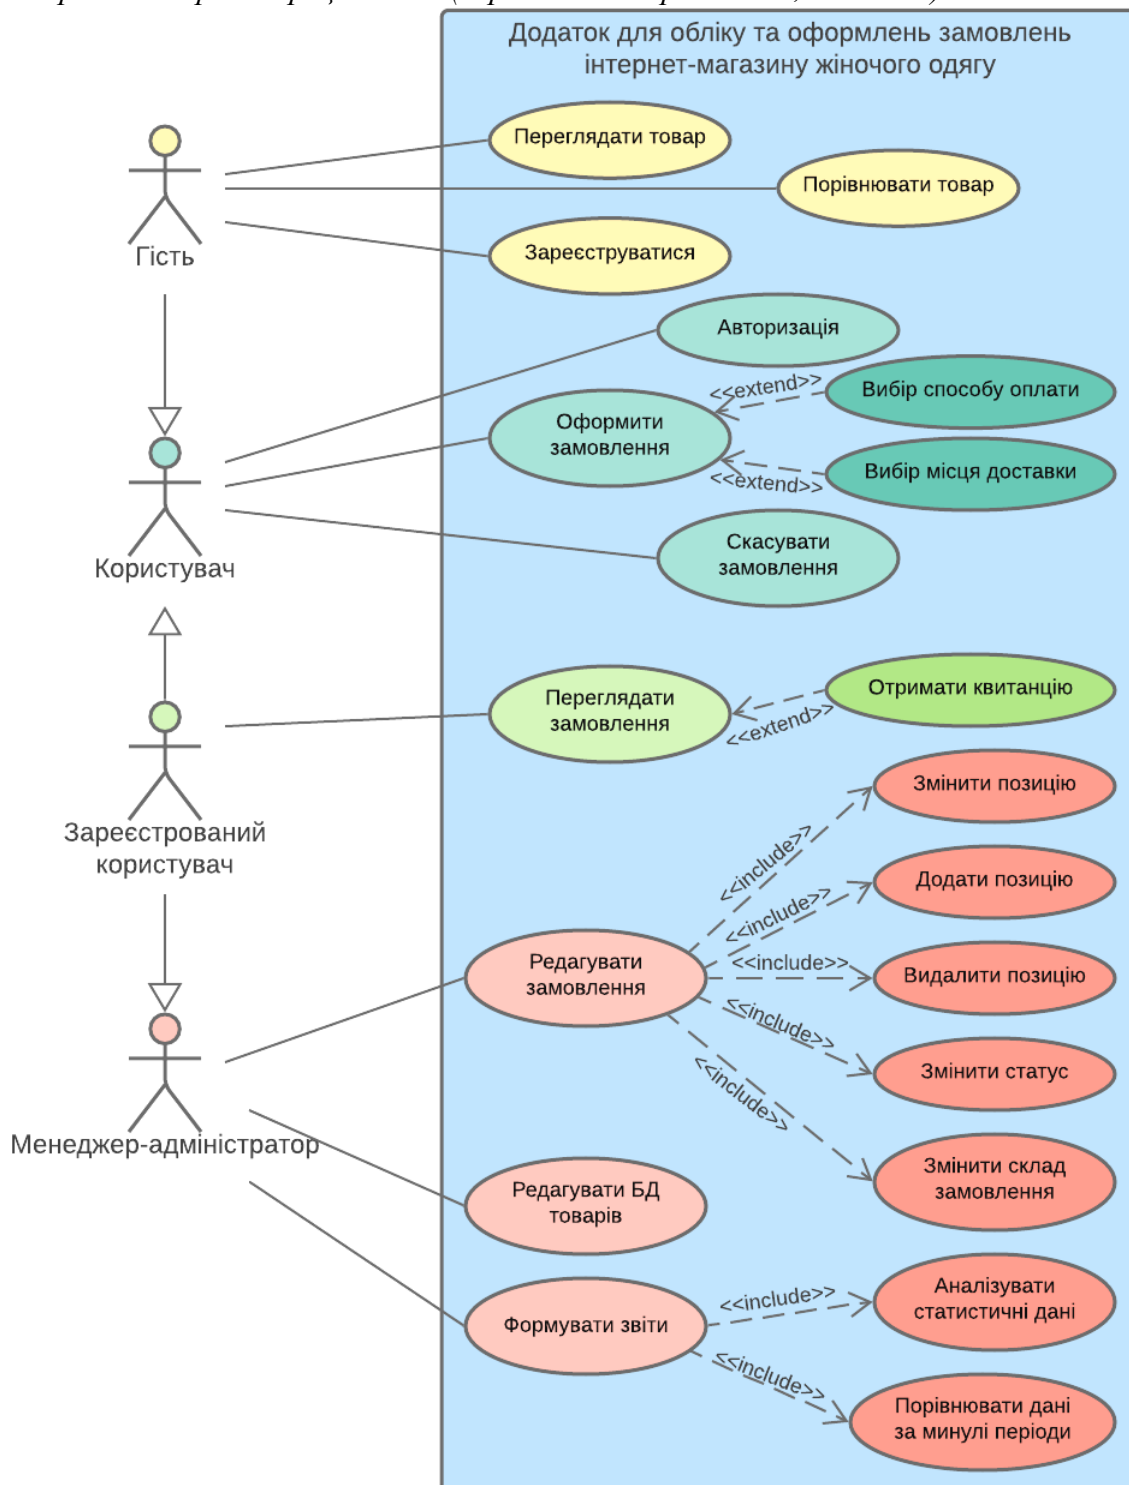 Додаток для обліку та оформлень замовлень
інтернет-магазину жіночого одягу
Переглядати товар
Порівнювати товар
Гість
Зареєструватися
Авторизація
<<extend>>
Вибір способу оплати
Оформити
замовлення
<<extend>>
Вибір місця доставки
Користувач
Скасувати
замовлення
Переглядати
замовлення
<<extend>>
Отримати квитанцію
Зареєстрований
користувач
<<include>>
Змінити позицію
<<include>>
Додати позицію
Редагувати
замовлення
<<include>>
Видалити позицію
<<include>>
Змінити статус
<<include>>
Змінити склад
замовлення
Менеджер-адміністратор
Редагувати БД
товарів
Формувати звіти
<<include>>
Аналізувати
статистичні дані
<<include>>
Порівнювати дані
за минулі періоди